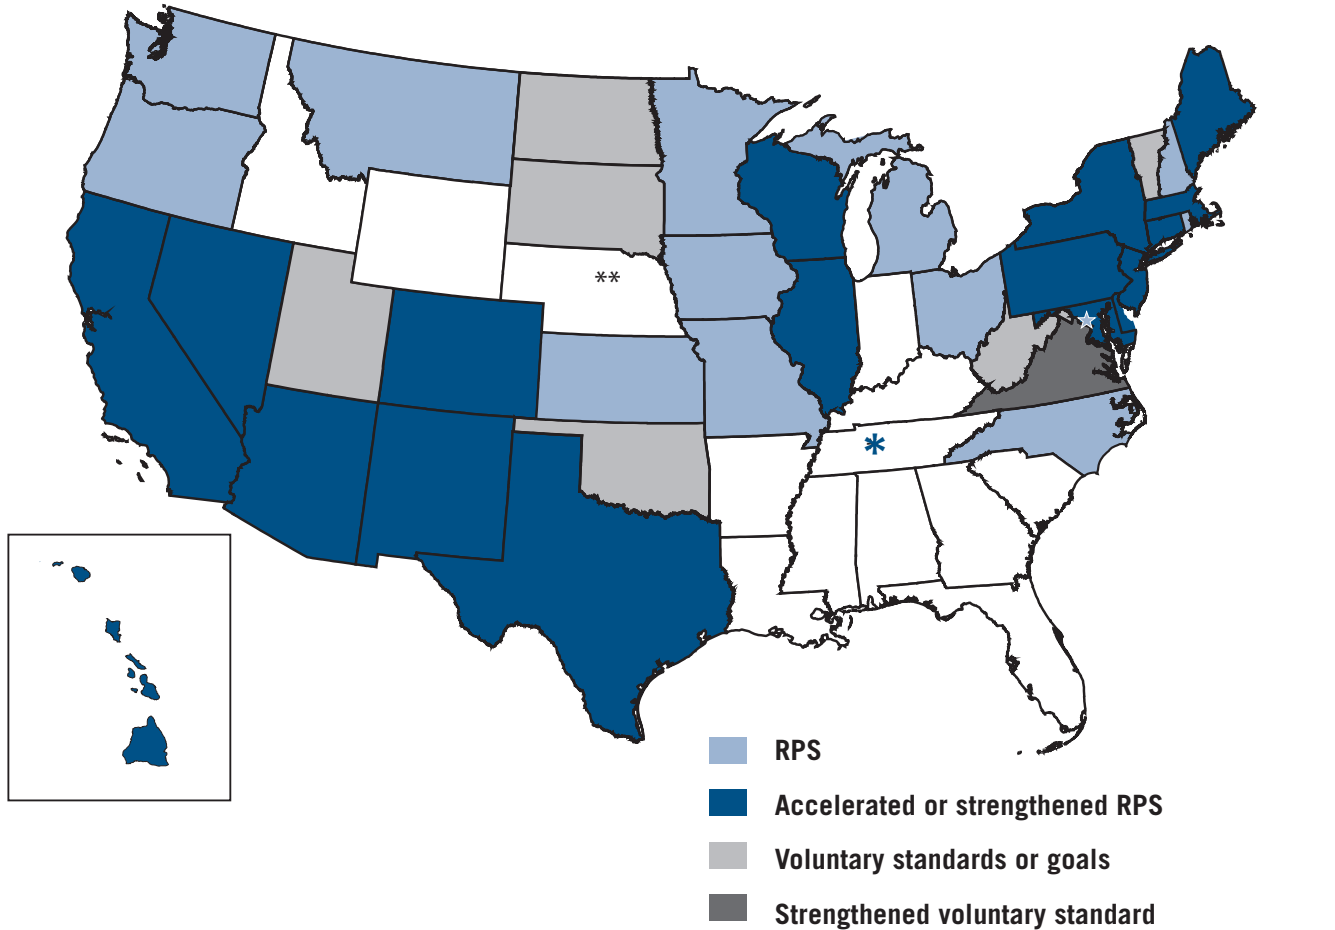 **
*
RPS
Accelerated or strengthened RPS
Voluntary standards or goals
Strengthened voluntary standard